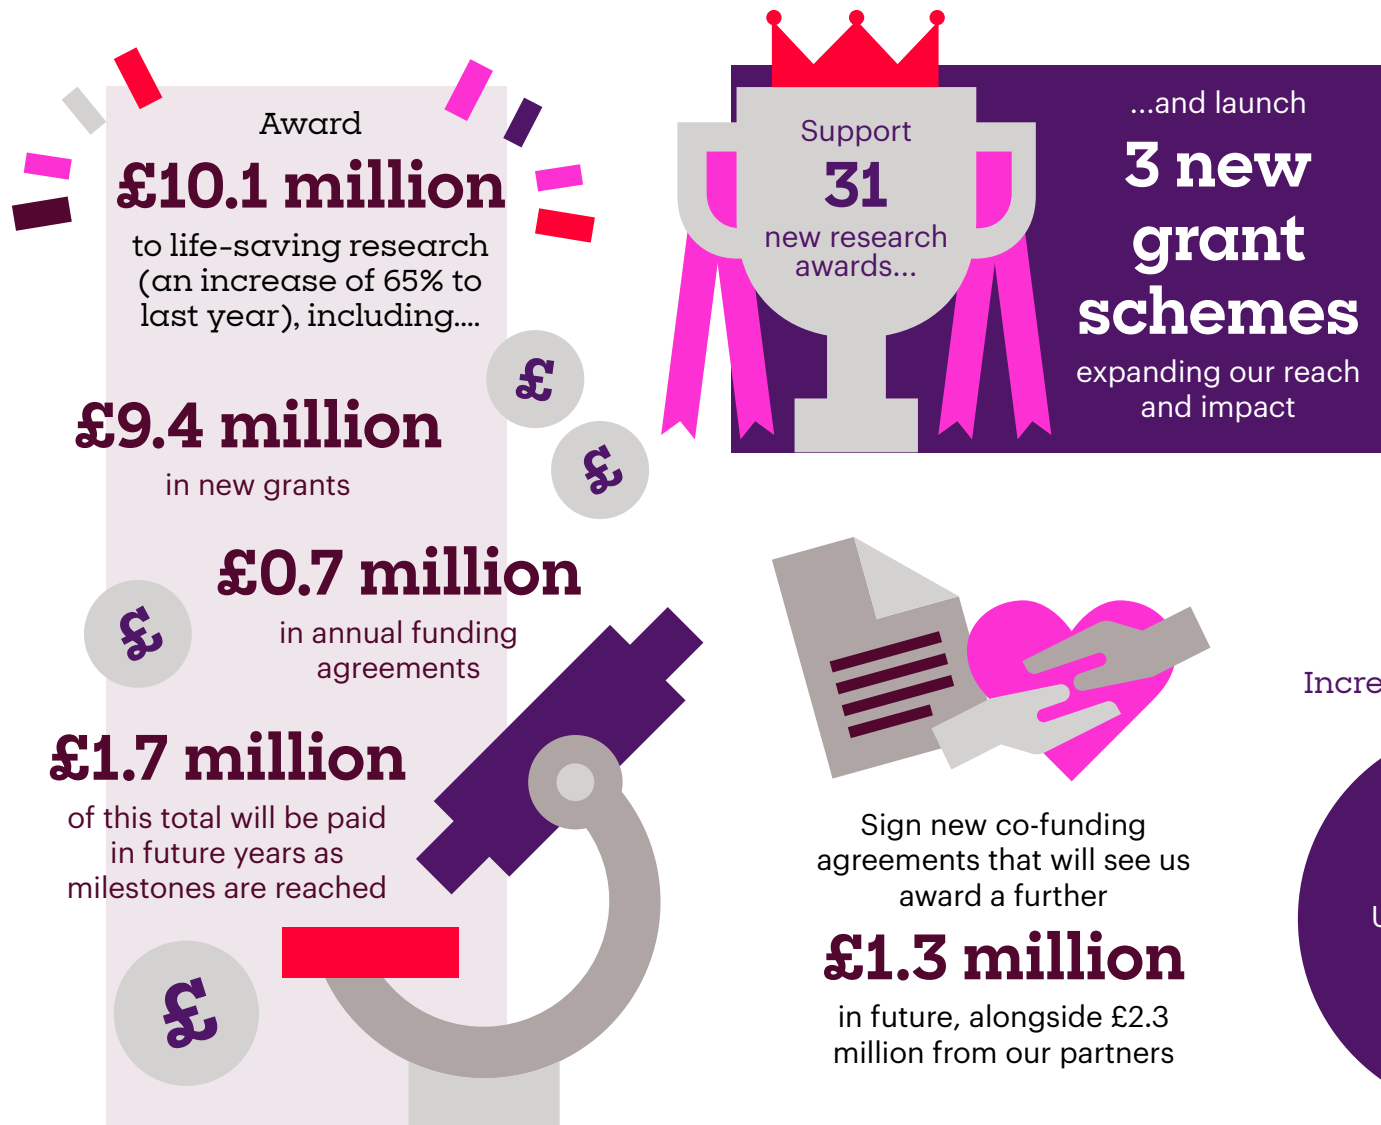 Award
£10.1 million
to life-saving research
(an increase of 65% to
last year), including....
£9.4 million
in new grants
£0.7 million
in annual funding
agreements
£1.7 million
of this total will be paid
in future years as
milestones are reached
£
£
£
£
Support
31
new research
awards...
...and launch
3 new
grant
schemes
expanding our reach
and impact
Sign new co-funding
agreements that will see us
award a further
£1.3 million
in future, alongside £2.3
million from our partners